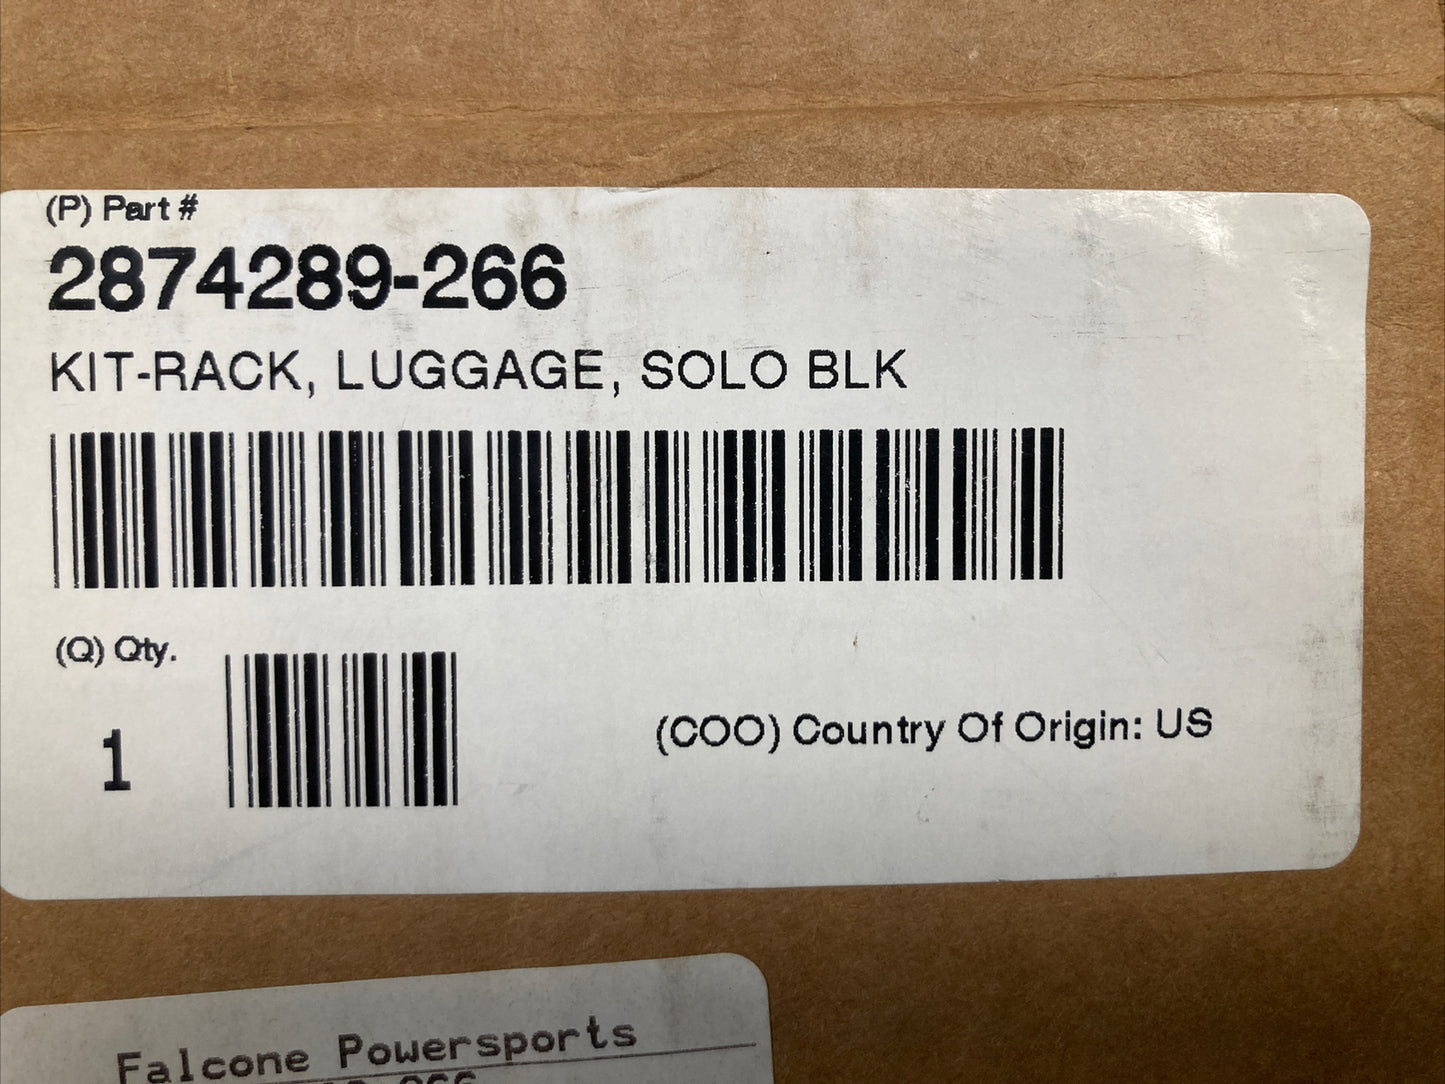 (P) Part #
2874289-266
KIT-RACK, LUGGAGE, SOLO BLK
(Q) Qty.
1
(COO) Country Of Origin: US
Falcone Powersports